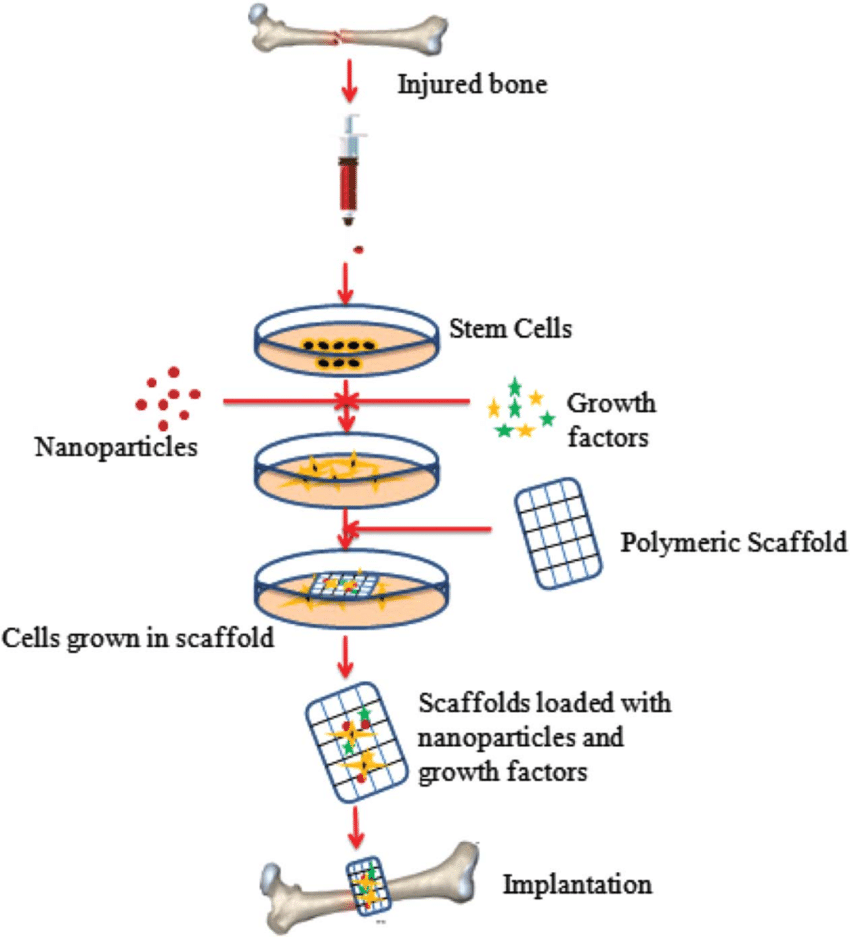 Injured bone
Stem Cells
Nanoparticles
Growth
factors
Polymeric Scaffold
Cells grown in scaffold
Scaffolds loaded with
nanoparticles and
growth factors
Implantation